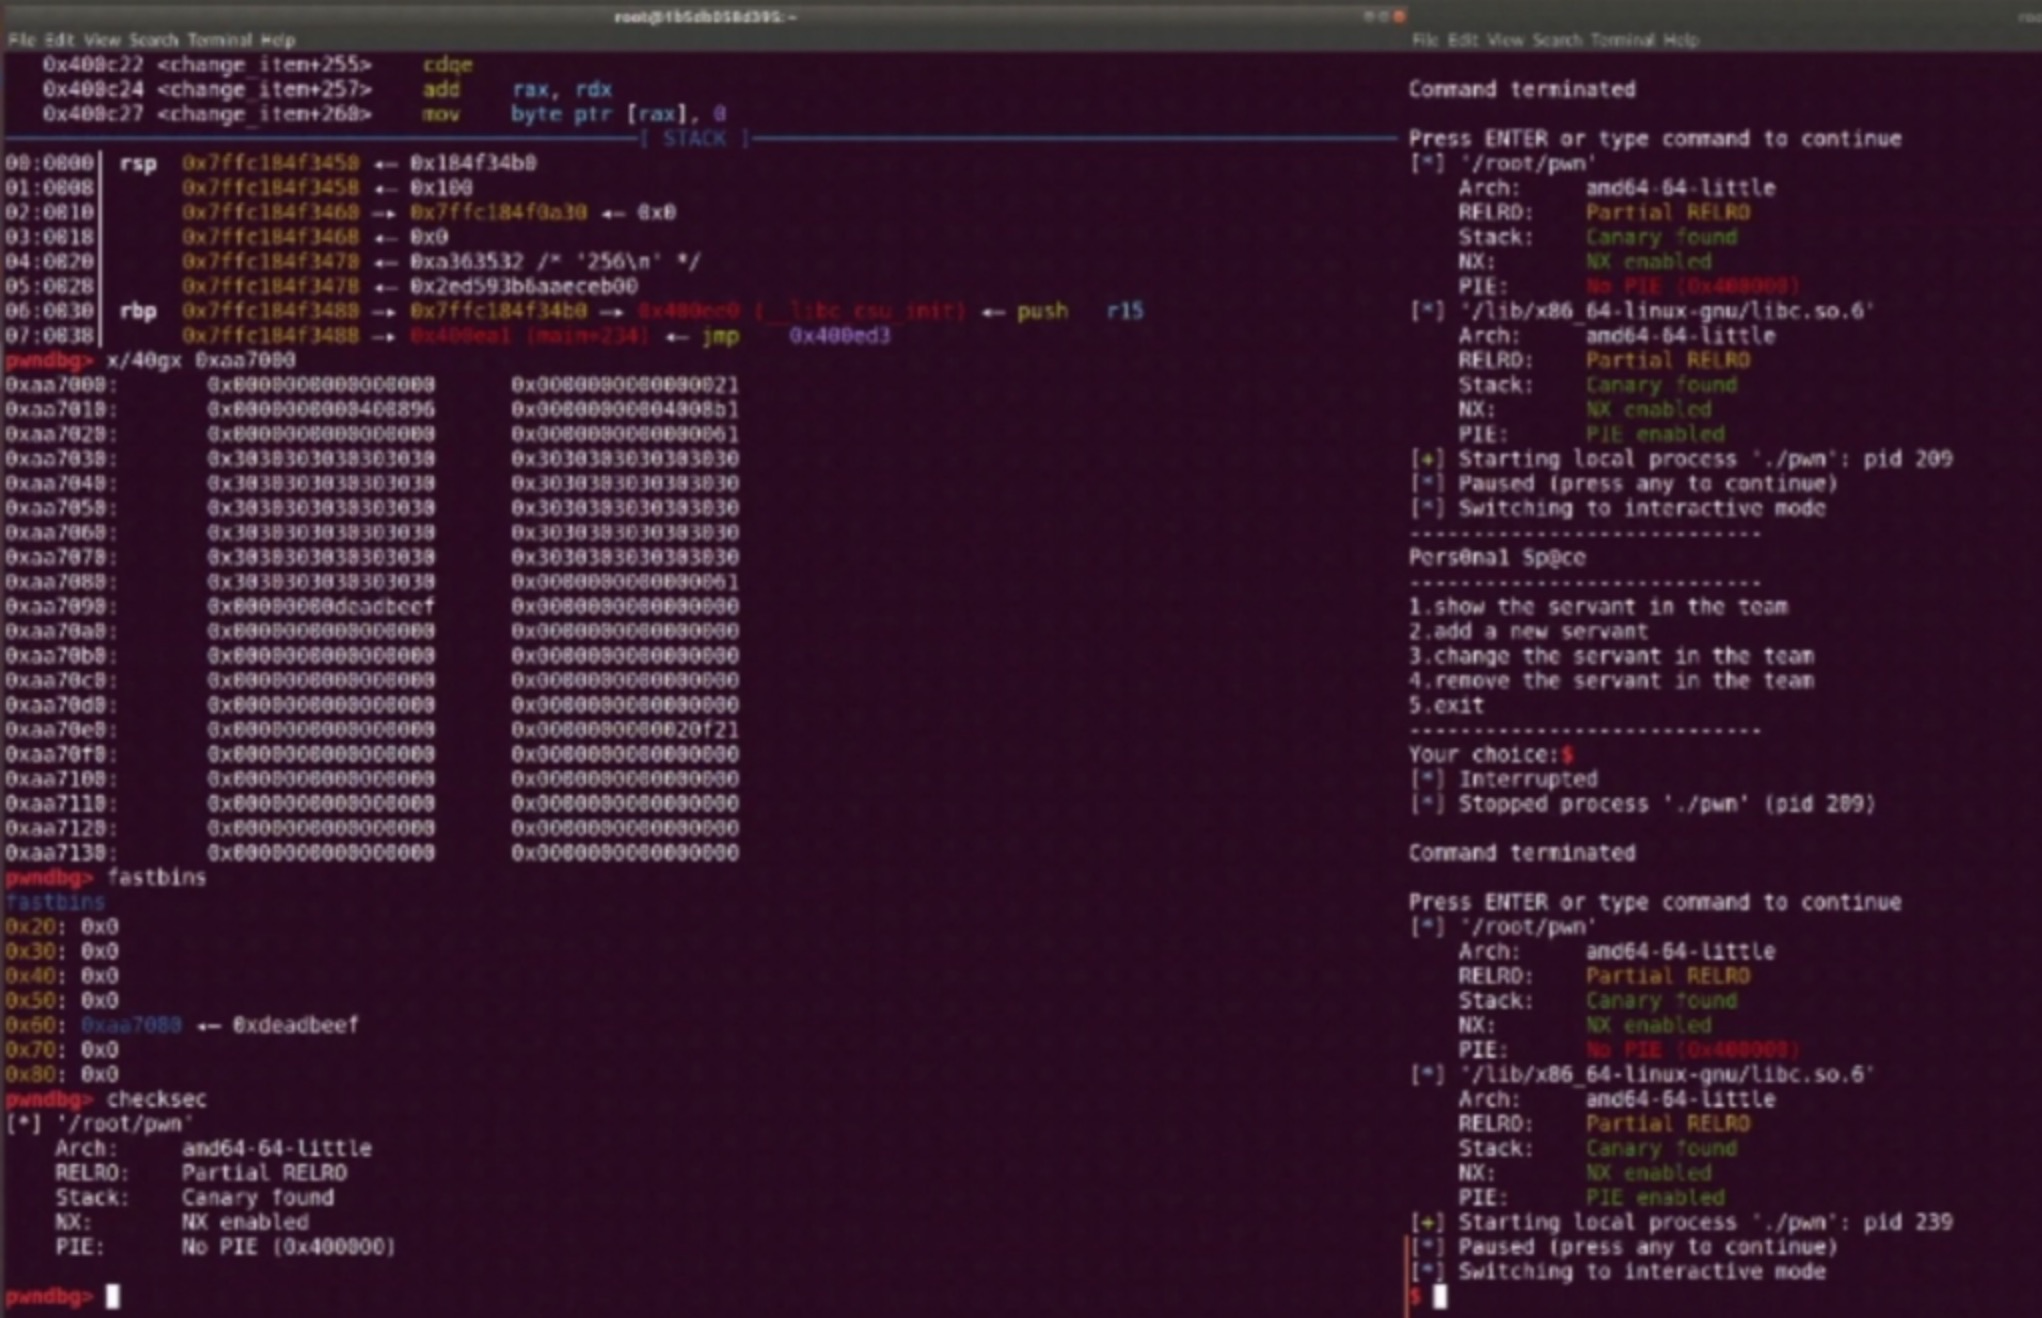 File Edit View Search Terminal Help
0x400c22 <change_item+255> cdqe
0x400c24 <change_item+257> add rax, rdx
0x400c27 <change_item+260> mov byte ptr [rax], 0
[ STACK ]
00:0000│ rsp 0x7ffc184f3450 ◂— 0x184f34b0
01:0008│ 0x7ffc184f3458 ◂— 0x100
02:0010│ 0x7ffc184f3460 —▸ 0x7ffc184f0a30 ◂— 0x0
03:0018│ 0x7ffc184f3468 ◂— 0x0
04:0020│ 0x7ffc184f3470 ◂— 0xa363532 /* '256\n' */
05:0028│ 0x7ffc184f3478 ◂— 0x2ed593b6aaeceb00
06:0030│ rbp 0x7ffc184f3480 —▸ 0x7ffc184f34b0 —▸ 0x400ee0 (__libc_csu_init) ◂— push r15
07:0038│ 0x7ffc184f3488 —▸ 0x400ea1 (main+234) ◂— jmp 0x400ed3
pwndbg> x/40gx 0xaa7000
0xaa7000: 0x0000000000000000 0x0000000000000021
0xaa7010: 0x0000000000400896 0x00000000004008b1
0xaa7020: 0x0000000000000000 0x0000000000000061
0xaa7030: 0x3030303030303030 0x3030303030303030
0xaa7040: 0x3030303030303030 0x3030303030303030
0xaa7050: 0x3030303030303030 0x3030303030303030
0xaa7060: 0x3030303030303030 0x3030303030303030
0xaa7070: 0x3030303030303030 0x3030303030303030
0xaa7080: 0x3030303030303030 0x0000000000000061
0xaa7090: 0x00000000deadbeef 0x0000000000000000
0xaa70a0: 0x0000000000000000 0x0000000000000000
0xaa70b0: 0x0000000000000000 0x0000000000000000
0xaa70c0: 0x0000000000000000 0x0000000000000000
0xaa70d0: 0x0000000000000000 0x0000000000000000
0xaa70e0: 0x0000000000000000 0x0000000000020f21
0xaa70f0: 0x0000000000000000 0x0000000000000000
0xaa7100: 0x0000000000000000 0x0000000000000000
0xaa7110: 0x0000000000000000 0x0000000000000000
0xaa7120: 0x0000000000000000 0x0000000000000000
0xaa7130: 0x0000000000000000 0x0000000000000000
pwndbg> fastbins
fastbins
0x20: 0x0
0x30: 0x0
0x40: 0x0
0x50: 0x0
0x60: 0xaa7080 ◂— 0xdeadbeef
0x70: 0x0
0x80: 0x0
pwndbg> checksec
[*] '/root/pwn'
Arch: amd64-64-little
RELRO: Partial RELRO
Stack: Canary found
NX: NX enabled
PIE: No PIE (0x400000)
pwndbg>
File Edit View Search Terminal Help
Command terminated
Press ENTER or type command to continue
[*] '/root/pwn'
Arch: amd64-64-little
RELRO: Partial RELRO
Stack: Canary found
NX: NX enabled
PIE: No PIE (0x400000)
[*] '/lib/x86_64-linux-gnu/libc.so.6'
Arch: amd64-64-little
RELRO: Partial RELRO
Stack: Canary found
NX: NX enabled
PIE: PIE enabled
[+] Starting local process './pwn': pid 209
[*] Paused (press any to continue)
[*] Switching to interactive mode
----------------------------
Pers0na1 Sp@ce
----------------------------
1.show the servant in the team
2.add a new servant
3.change the servant in the team
4.remove the servant in the team
5.exit
----------------------------
Your choice:$
[*] Interrupted
[*] Stopped process './pwn' (pid 209)
Command terminated
Press ENTER or type command to continue
[*] '/root/pwn'
Arch: amd64-64-little
RELRO: Partial RELRO
Stack: Canary found
NX: NX enabled
PIE: No PIE (0x400000)
[*] '/lib/x86_64-linux-gnu/libc.so.6'
Arch: amd64-64-little
RELRO: Partial RELRO
Stack: Canary found
NX: NX enabled
PIE: PIE enabled
[+] Starting local process './pwn': pid 239
[*] Paused (press any to continue)
[*] Switching to interactive mode
$